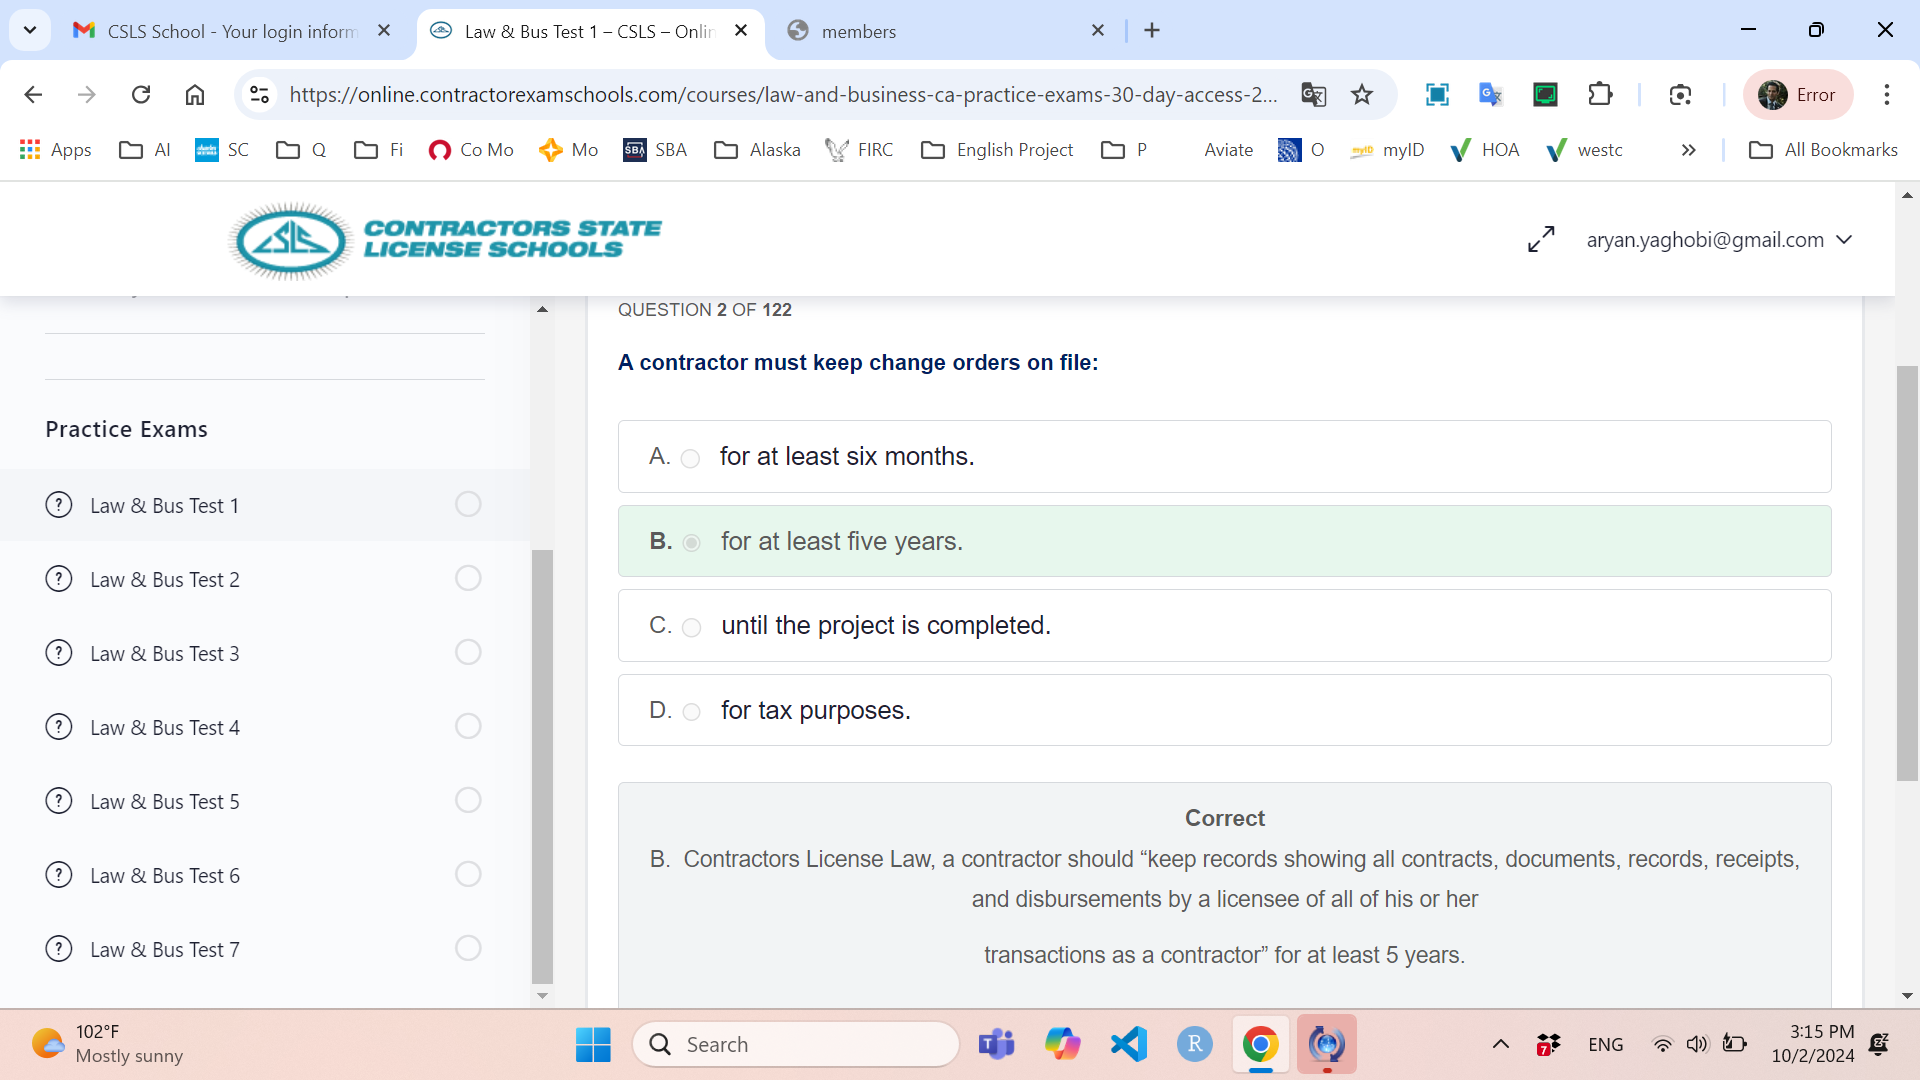 CSLS School - Your login inform
Law & Bus Test 1 – CSLS – Onlin
members
https://online.contractorexamschools.com/courses/law-and-business-ca-practice-exams-30-day-access-2...
Error
Apps
AI
SC
Q
Fi
Co Mo
Mo
SBA
SBA
Alaska
FIRC
English Project
P
Aviate
O
myID
myID
HOA
westc
All Bookmarks
CSLS
CONTRACTORS STATE
LICENSE SCHOOLS
aryan.yaghobi@gmail.com
Practice Exams
Law & Bus Test 1
Law & Bus Test 2
Law & Bus Test 3
Law & Bus Test 4
Law & Bus Test 5
Law & Bus Test 6
Law & Bus Test 7
QUESTION 2 OF 122
A contractor must keep change orders on file:
A. for at least six months.
B. for at least five years.
C. until the project is completed.
D. for tax purposes.
Correct
B. Contractors License Law, a contractor should “keep records showing all contracts, documents, records, receipts,
and disbursements by a licensee of all of his or her
transactions as a contractor” for at least 5 years.
102°F
Mostly sunny
Search
R
7
ENG
3:15 PM
10/2/2024